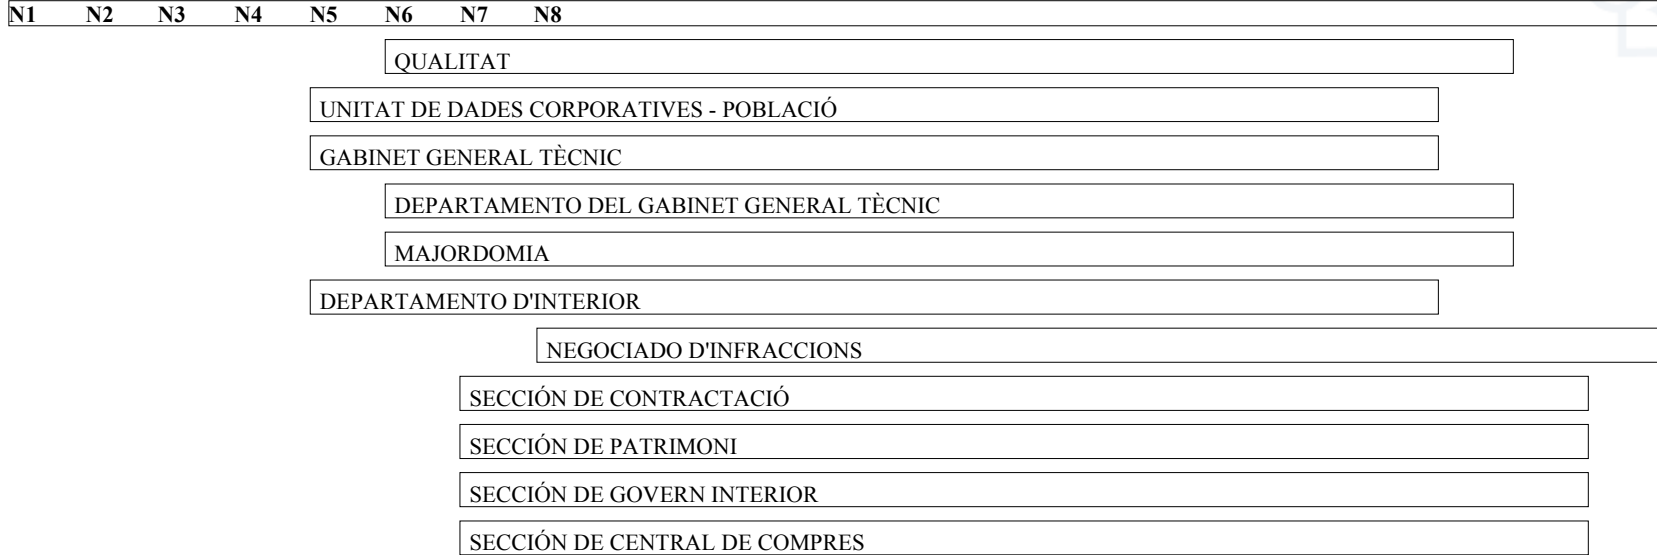 N1 N2 N3 N4 N5 N6 N7 N8
QUALITAT
UNITAT DE DADES CORPORATIVES - POBLACIÓ
GABINET GENERAL TÈCNIC
DEPARTAMENTO DEL GABINET GENERAL TÈCNIC
MAJORDOMIA
DEPARTAMENTO D'INTERIOR
NEGOCIADO D'INFRACCIONS
SECCIÓN DE CONTRACTACIÓ
SECCIÓN DE PATRIMONI
SECCIÓN DE GOVERN INTERIOR
SECCIÓN DE CENTRAL DE COMPRES